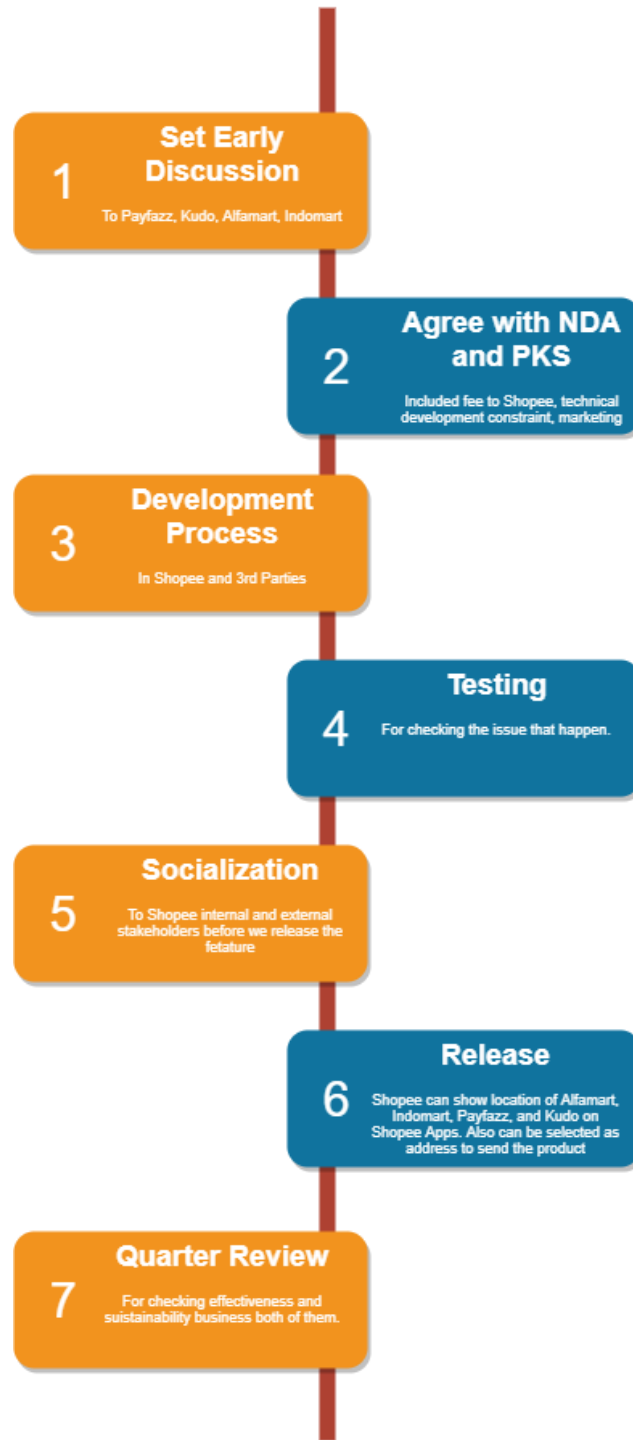 1
Set Early
Discussion
To Payfazz, Kudo, Alfamart, Indomart
2
Agree with NDA
and PKS
Included fee to Shopee, technical
development constraint, marketing
3
Development
Process
In Shopee and 3rd Parties
4
Testing
For checking the issue that happen.
5
Socialization
To Shopee internal and external
stakeholders before we release the
fetature
6
Release
Shopee can show location of Alfamart,
Indomart, Payfazz, and Kudo on
Shopee Apps. Also can be selected as
address to send the product
7
Quarter Review
For checking effectiveness and
suistainability business both of them.